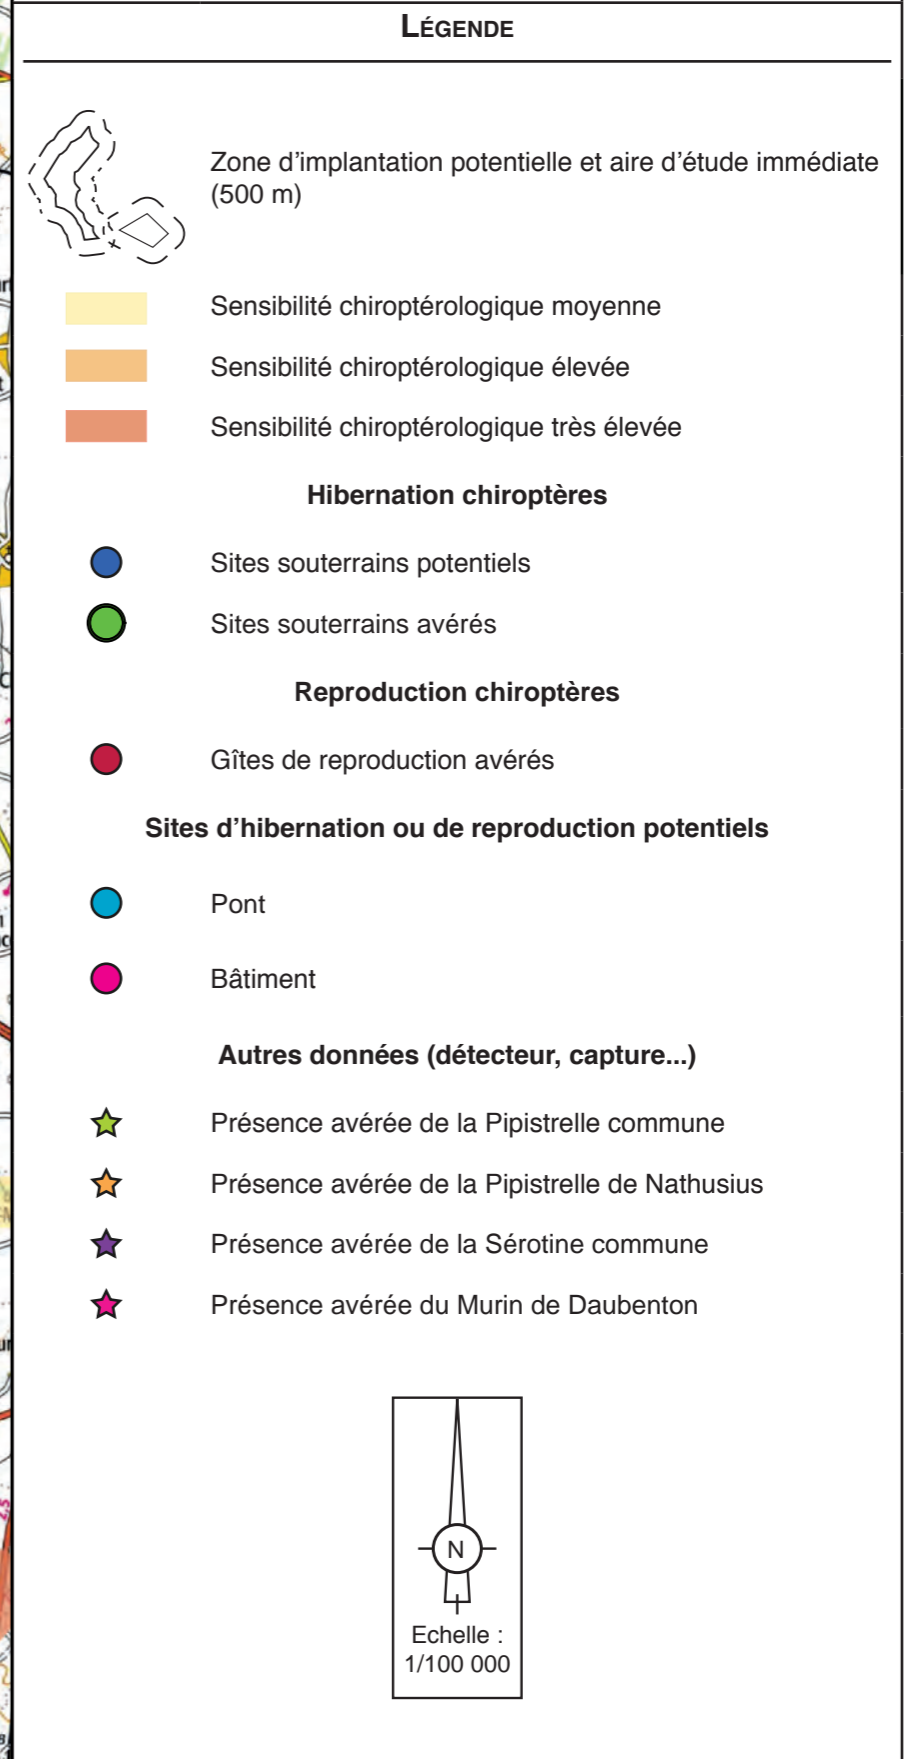 LÉGENDE
Zone d'implantation potentielle et aire d'étude immédiate
(500 m)
Sensibilité chiroptérologique moyenne
Sensibilité chiroptérologique élevée
Sensibilité chiroptérologique très élevée
Hibernation chiroptères
Sites souterrains potentiels
Sites souterrains avérés
Reproduction chiroptères
Gîtes de reproduction avérés
Sites d'hibernation ou de reproduction potentiels
Pont
Bâtiment
Autres données (détecteur, capture...)
Présence avérée de la Pipistrelle commune
Présence avérée de la Pipistrelle de Nathusius
Présence avérée de la Sérotine commune
Présence avérée du Murin de Daubenton
N
Echelle :
1/100 000